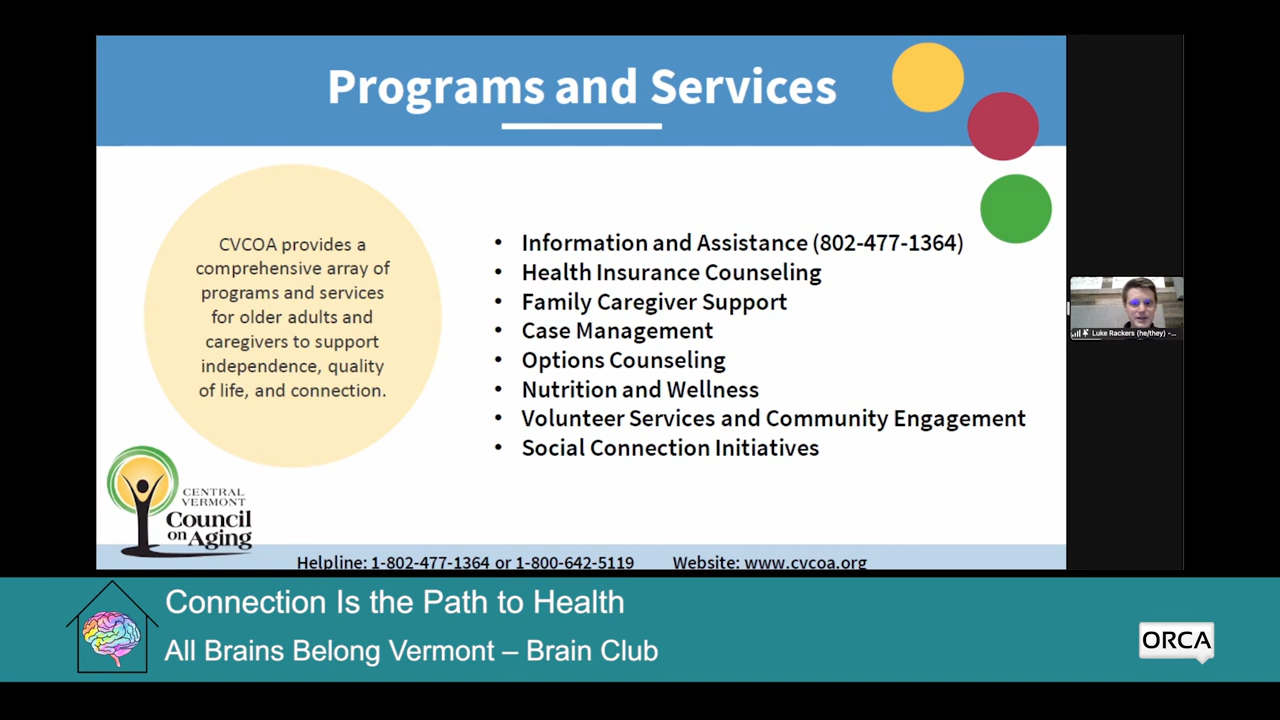 Programs and Services
CVCOA provides a
comprehensive array of
programs and services
for older adults and
caregivers to support
independence, quality
of life, and connection.
• Information and Assistance (802-477-1364)
• Health Insurance Counseling
• Family Caregiver Support
• Case Management
• Options Counseling
• Nutrition and Wellness
• Volunteer Services and Community Engagement
• Social Connection Initiatives
Luke Rackers (he/they) -...
CENTRAL
VERMONT
Council
on Aging
Helpline: 1-802-477-1364 or 1-800-642-5119 Website: www.cvcoa.org
Connection Is the Path to Health
All Brains Belong Vermont – Brain Club
ORCA